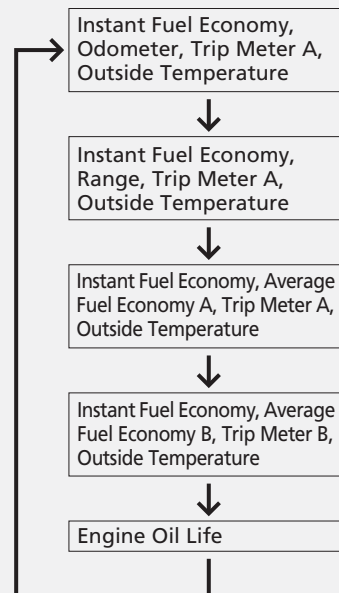 Instant Fuel Economy,
Odometer, Trip Meter A,
Outside Temperature
Instant Fuel Economy,
Range, Trip Meter A,
Outside Temperature
Instant Fuel Economy, Average
Fuel Economy A, Trip Meter A,
Outside Temperature
Instant Fuel Economy, Average
Fuel Economy B, Trip Meter B,
Outside Temperature
Engine Oil Life